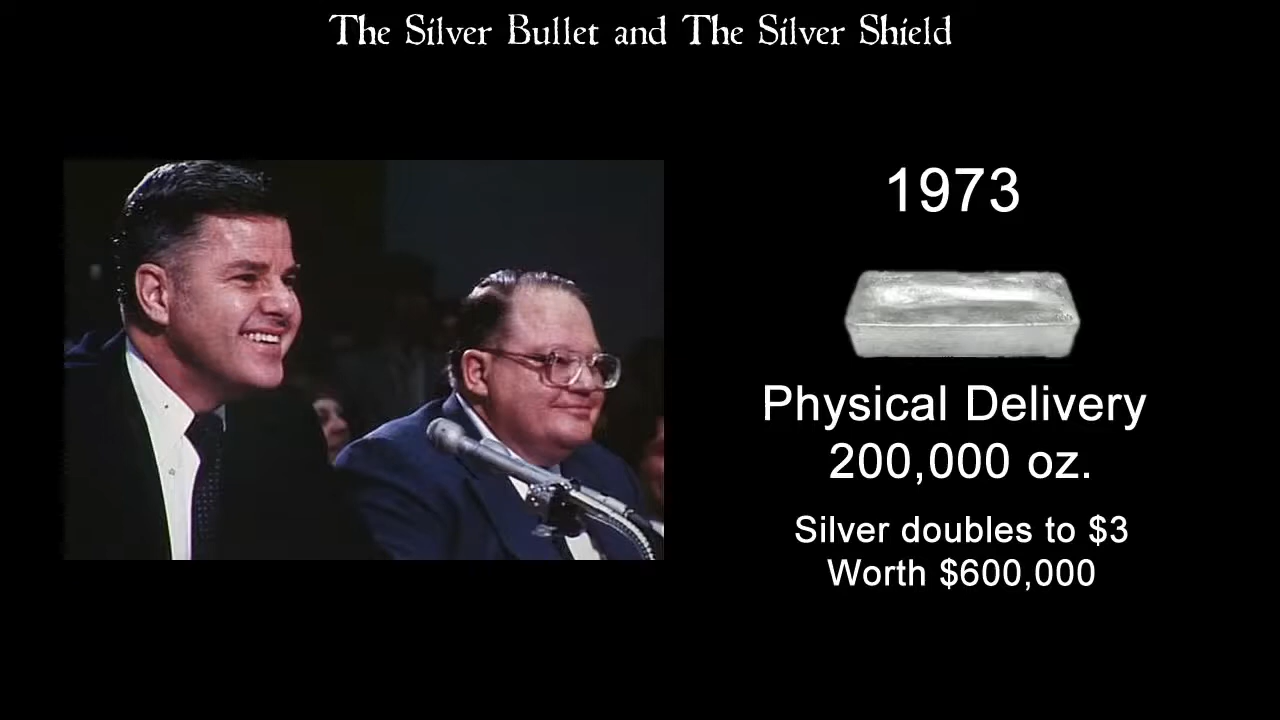 The Silver Bullet and The Silver Shield
1973
Physical Delivery
200,000 oz.
Silver doubles to $3
Worth $600,000